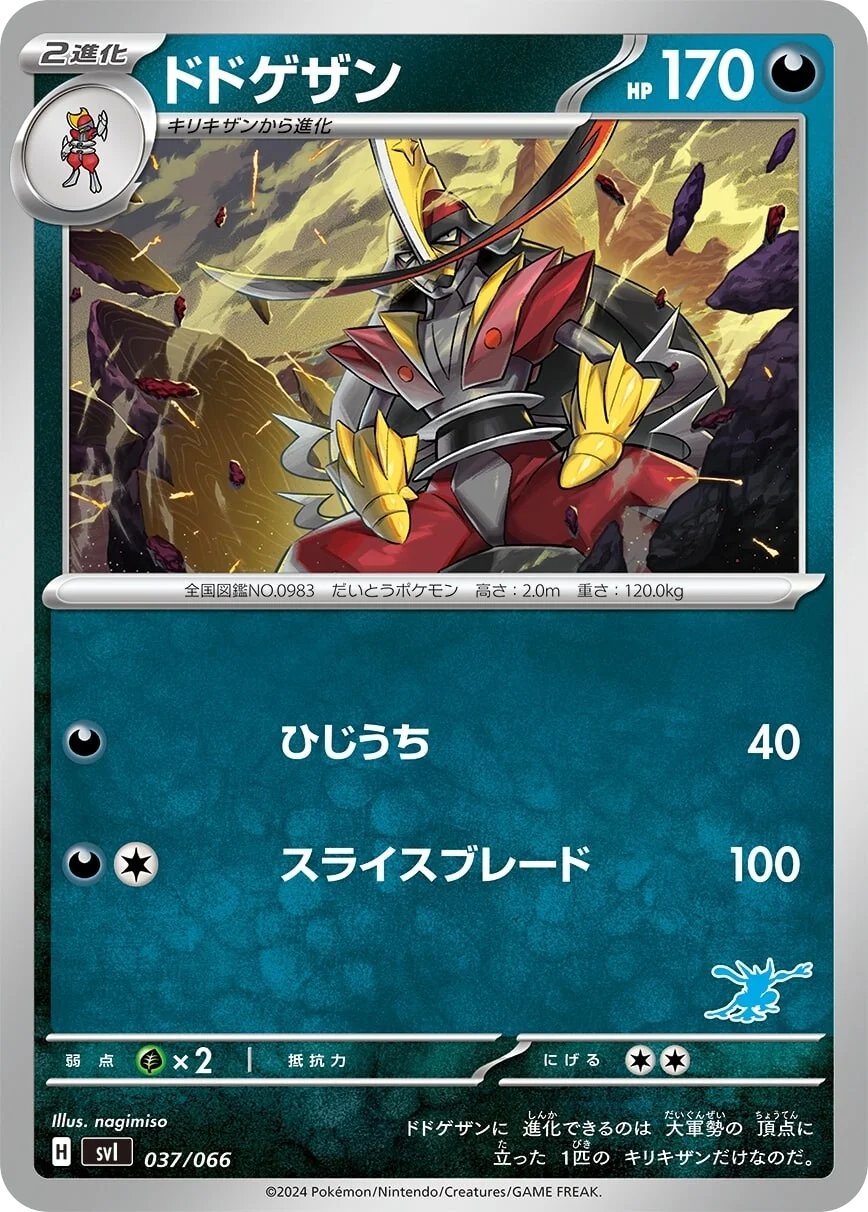 2進化
ドドゲザン
HP 170
キリキザンから進化
全国図鑑NO.0983 だいとうポケモン 高さ:2.0m 重さ:120.0kg
ひじうち 40
スライスブレード 100
弱点 ×2 抵抗力 にげる
Illus. nagimiso
H svI 037/066
ドドゲザンに 進化できるのは 大軍勢の 頂点に
立った 1匹の キリキザンだけなのだ。
©2024 Pokémon/Nintendo/Creatures/GAME FREAK.